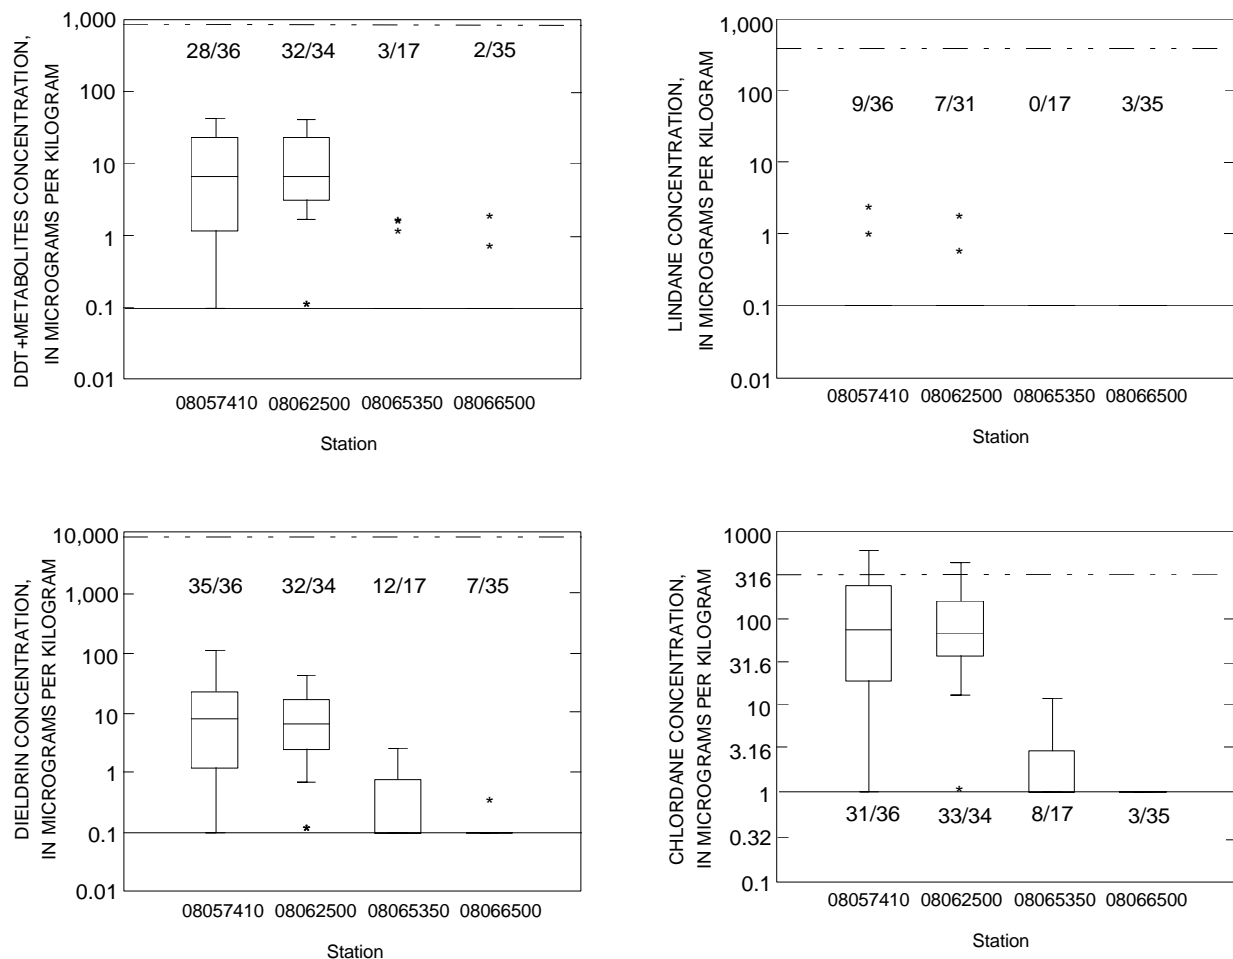 DDT+METABOLITES CONCENTRATION,
IN MICROGRAMS PER KILOGRAM
1,000
100
10
1
0.1
0.01
28/36 32/34 3/17 2/35
08057410 08062500 08065350 08066500
Station
LINDANE CONCENTRATION,
IN MICROGRAMS PER KILOGRAM
1,000
100
10
1
0.1
0.01
9/36 7/31 0/17 3/35
08057410 08062500 08065350 08066500
Station
DIELDRIN CONCENTRATION,
IN MICROGRAMS PER KILOGRAM
10,000
1,000
100
10
1
0.1
0.01
35/36 32/34 12/17 7/35
08057410 08062500 08065350 08066500
Station
CHLORDANE CONCENTRATION,
IN MICROGRAMS PER KILOGRAM
1000
316
100
31.6
10
3.16
1
0.32
0.1
31/36 33/34 8/17 3/35
08057410 08062500 08065350 08066500
Station